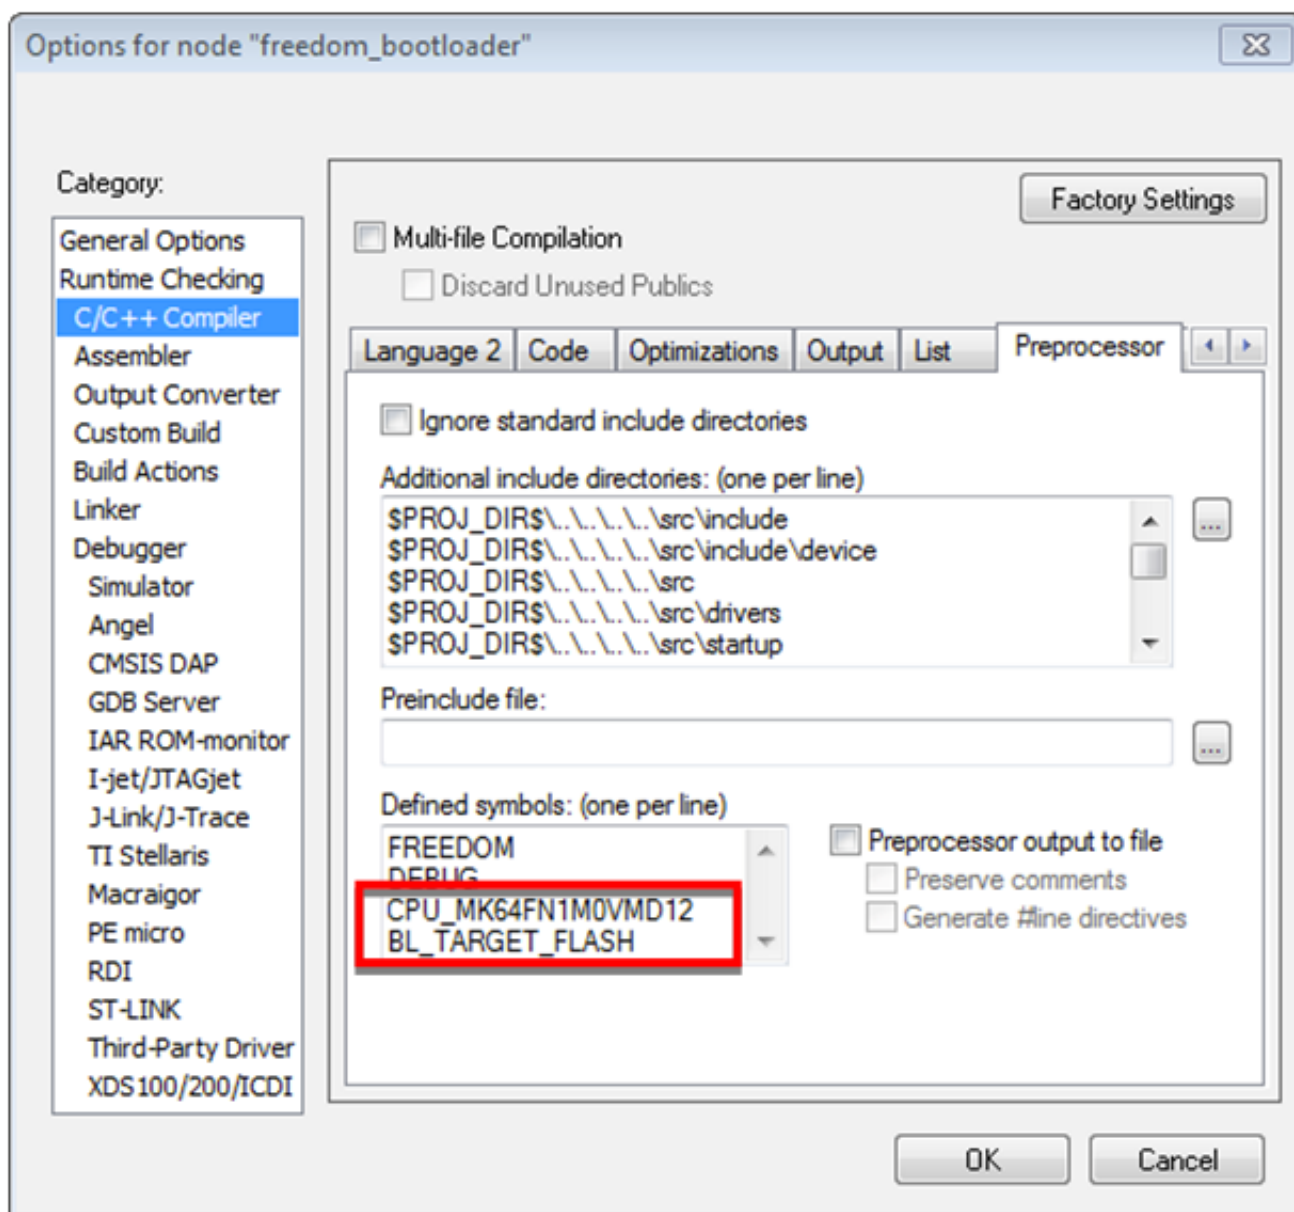 Options for node "freedom_bootloader"
Category:
General Options
Runtime Checking
C/C++ Compiler
Assembler
Output Converter
Custom Build
Build Actions
Linker
Debugger
Simulator
Angel
CMSIS DAP
GDB Server
IAR ROM-monitor
I-jet/JTAGjet
J-Link/J-Trace
TI Stellaris
Macraigor
PE micro
RDI
ST-LINK
Third-Party Driver
XDS100/200/ICDI
Factory Settings
Multi-file Compilation
Discard Unused Publics
Language 2 Code Optimizations Output List Preprocessor
Ignore standard include directories
Additional include directories: (one per line)
$PROJ_DIR$\..\..\..\..\src\include
$PROJ_DIR$\..\..\..\..\src\include\device
$PROJ_DIR$\..\..\..\..\src
$PROJ_DIR$\..\..\..\..\src\drivers
$PROJ_DIR$\..\..\..\..\src\startup
...
Preinclude file:
...
Defined symbols: (one per line)
FREEDOM
DEBUG
CPU_MK64FN1M0VMD12
BL_TARGET_FLASH
Preprocessor output to file
Preserve comments
Generate #line directives
OK Cancel